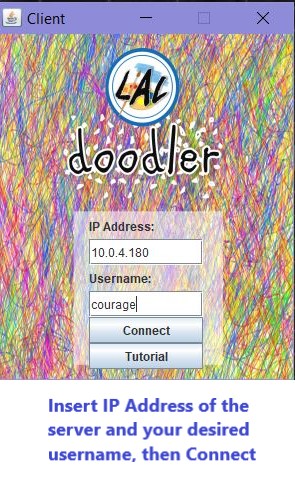 Client
LAL
doodler
IP Address:
10.0.4.180
Username:
courage
Connect
Tutorial
Insert IP Address of the
server and your desired
username, then Connect